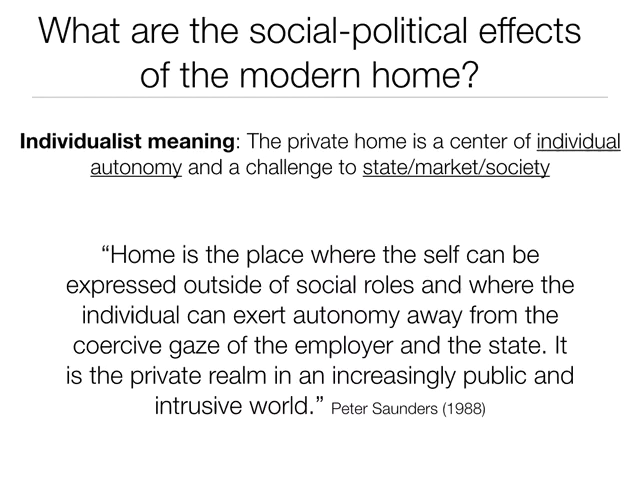 What are the social-political effects
of the modern home?
Individualist meaning: The private home is a center of individual
autonomy and a challenge to state/market/society
“Home is the place where the self can be
expressed outside of social roles and where the
individual can exert autonomy away from the
coercive gaze of the employer and the state. It
is the private realm in an increasingly public and
intrusive world.” Peter Saunders (1988)